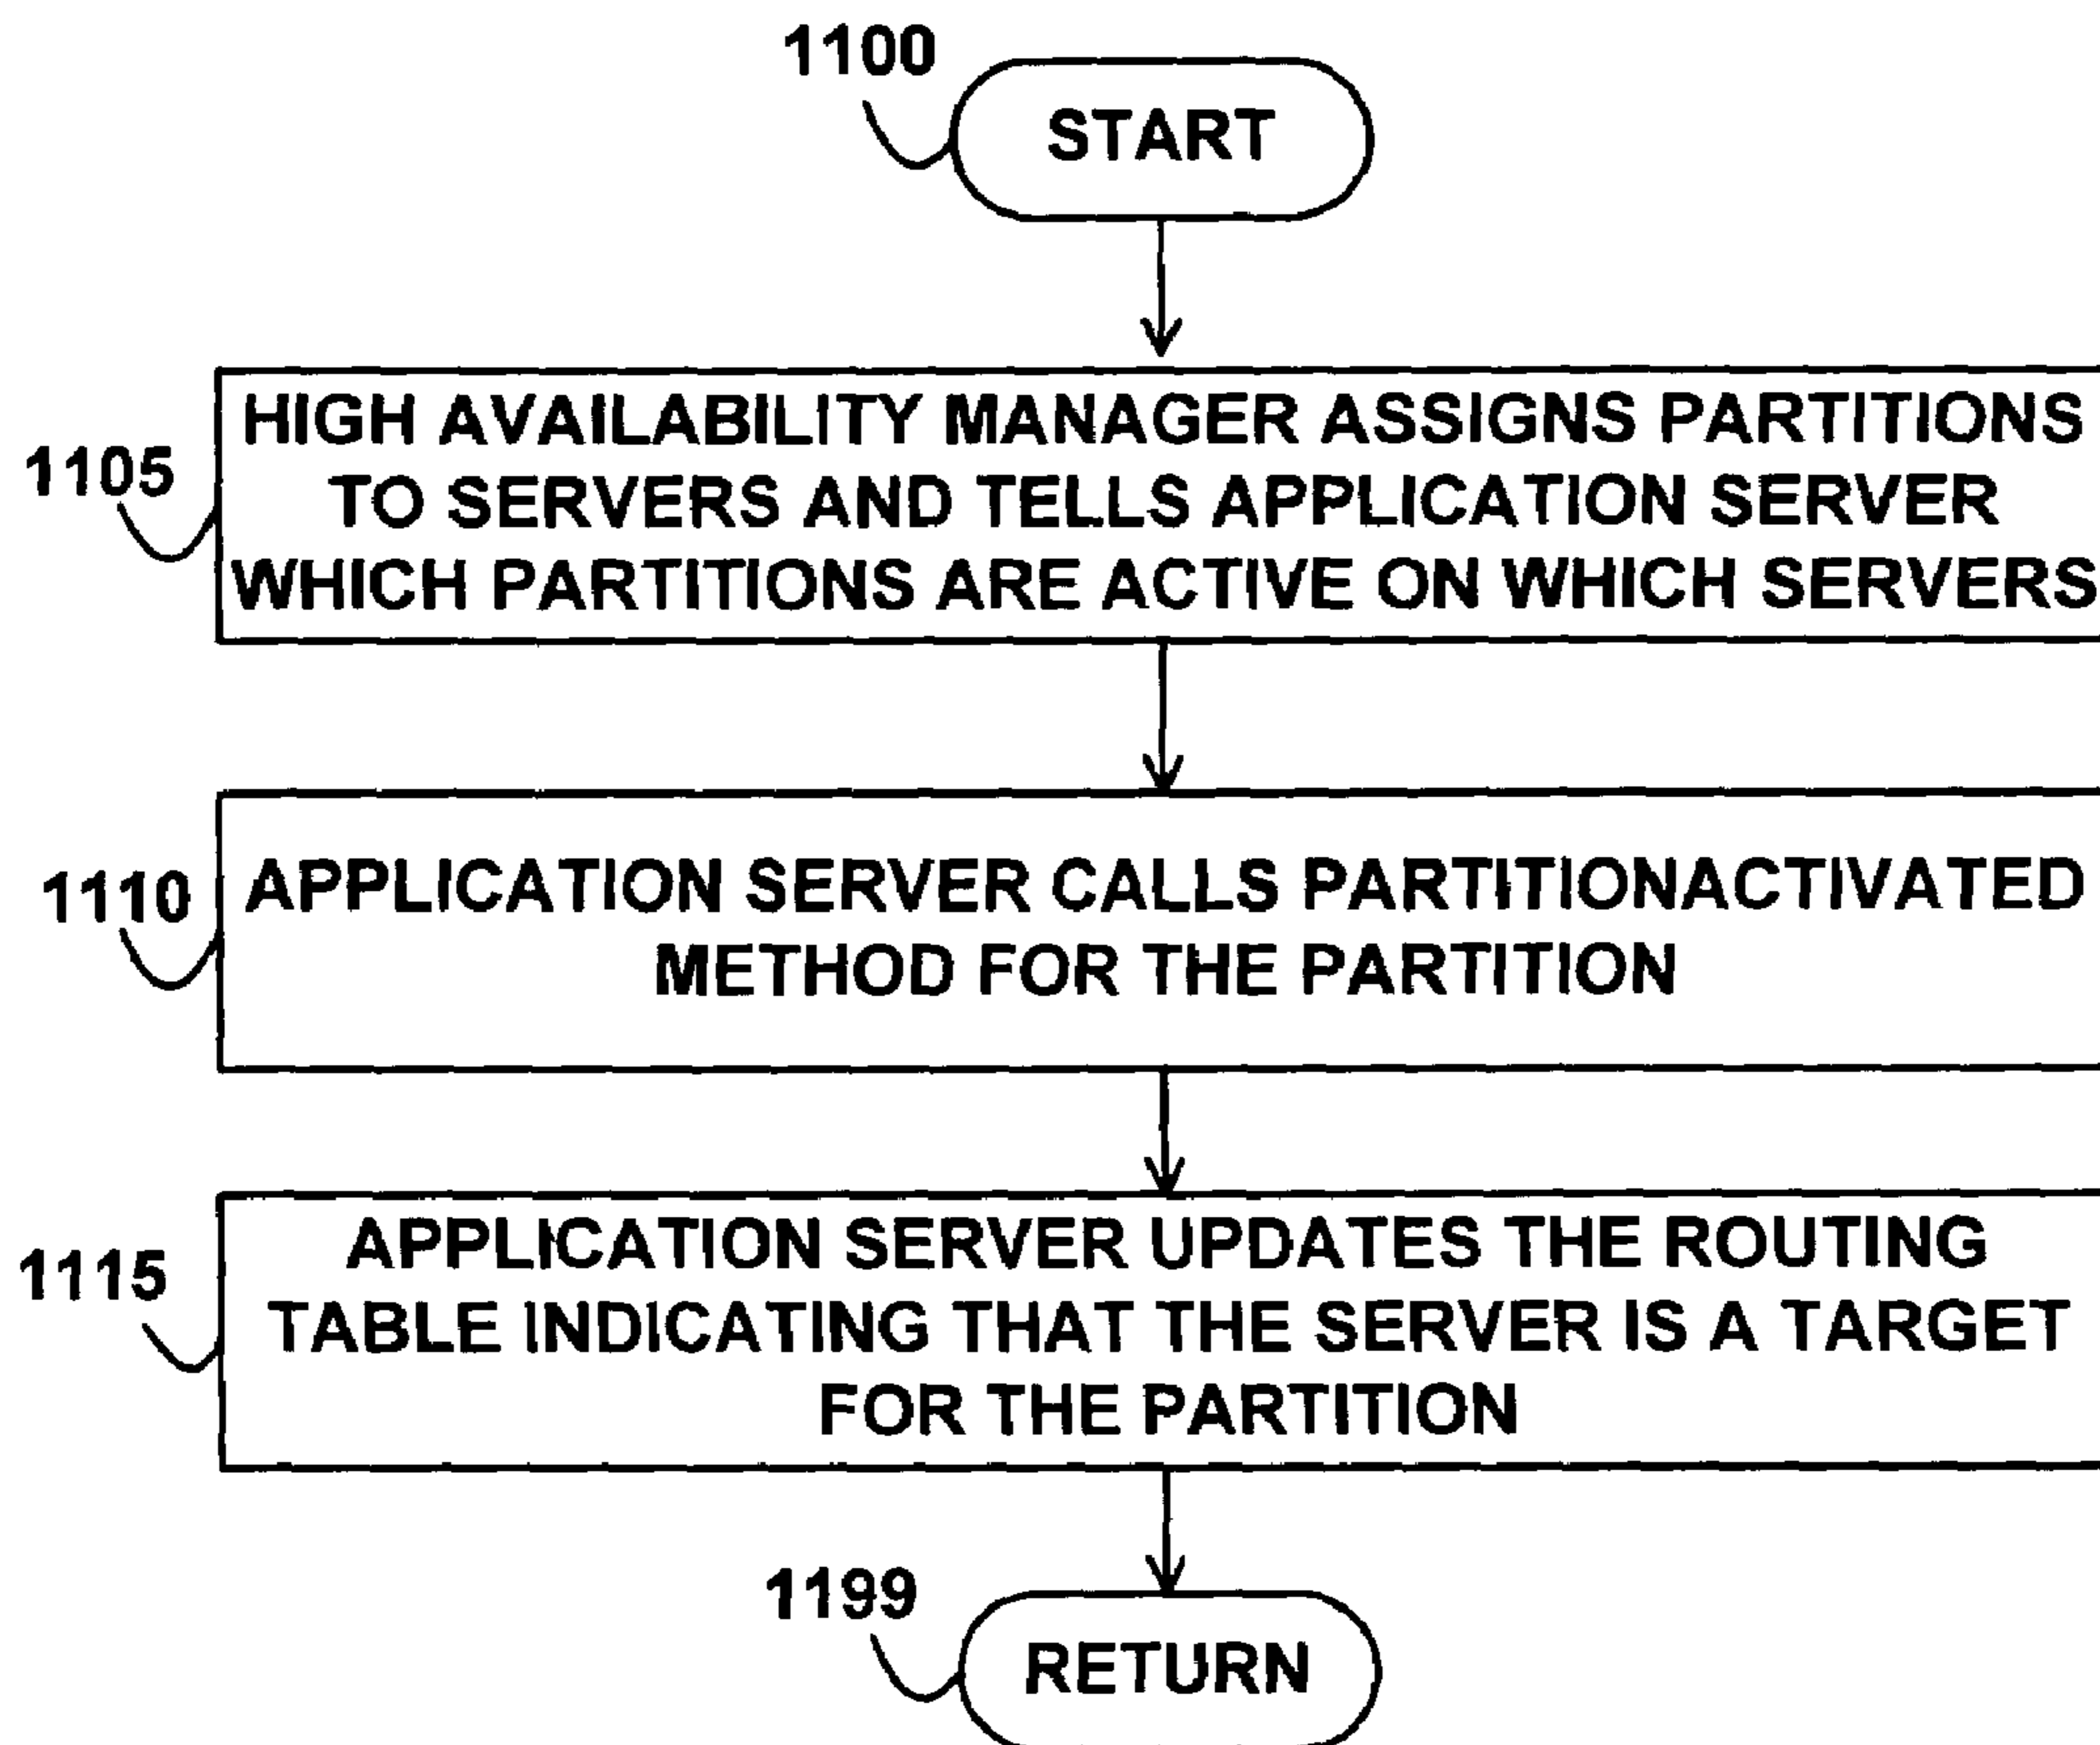 1100
START
1105
HIGH AVAILABILITY MANAGER ASSIGNS PARTITIONS
TO SERVERS AND TELLS APPLICATION SERVER
WHICH PARTITIONS ARE ACTIVE ON WHICH SERVERS
1110
APPLICATION SERVER CALLS PARTITIONACTIVATED
METHOD FOR THE PARTITION
1115
APPLICATION SERVER UPDATES THE ROUTING
TABLE INDICATING THAT THE SERVER IS A TARGET
FOR THE PARTITION
1199
RETURN